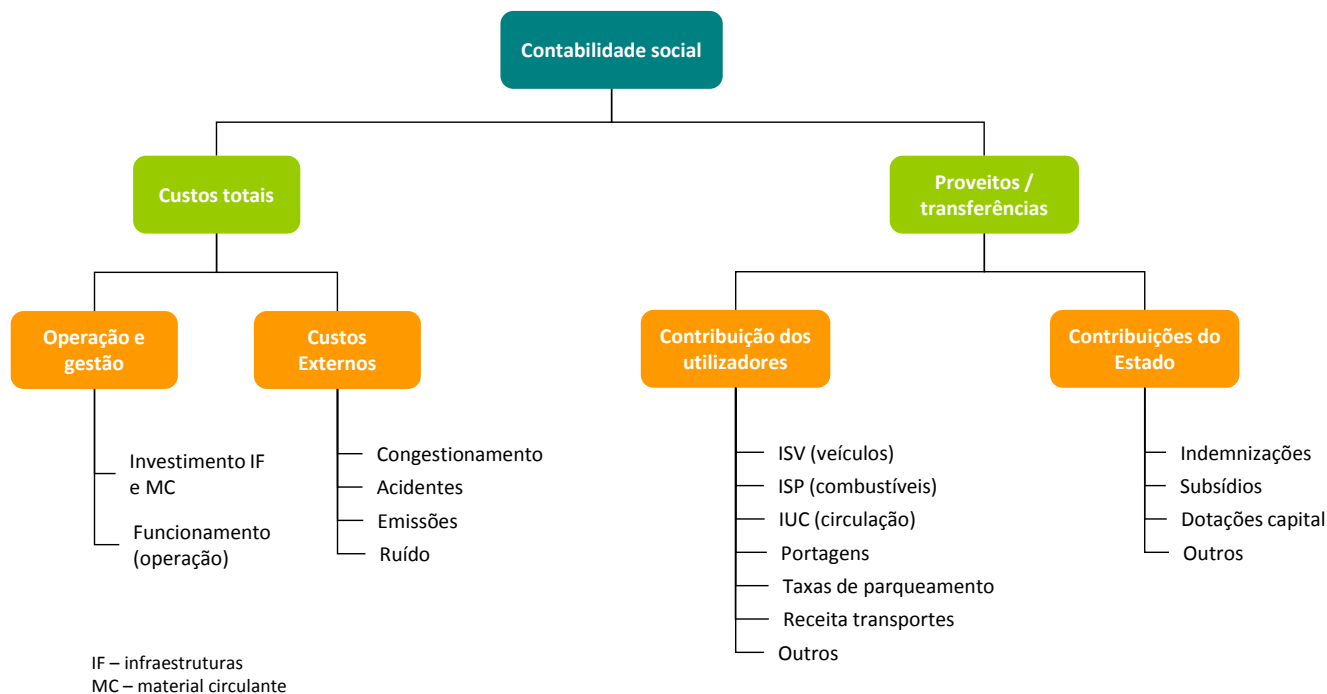 Contabilidade social
Custos totais
Proveitos /
transferências
Operação e
gestão
Custos
Externos
Contribuição dos
utilizadores
Contribuições do
Estado
Investimento IF
e MC
Funcionamento
(operação)
Congestionamento
Acidentes
Emissões
Ruído
ISV (veículos)
ISP (combustíveis)
IUC (circulação)
Portagens
Taxas de parqueamento
Receita transportes
Outros
Indemnizações
Subsídios
Dotações capital
Outros
IF – infraestruturas
MC – material circulante